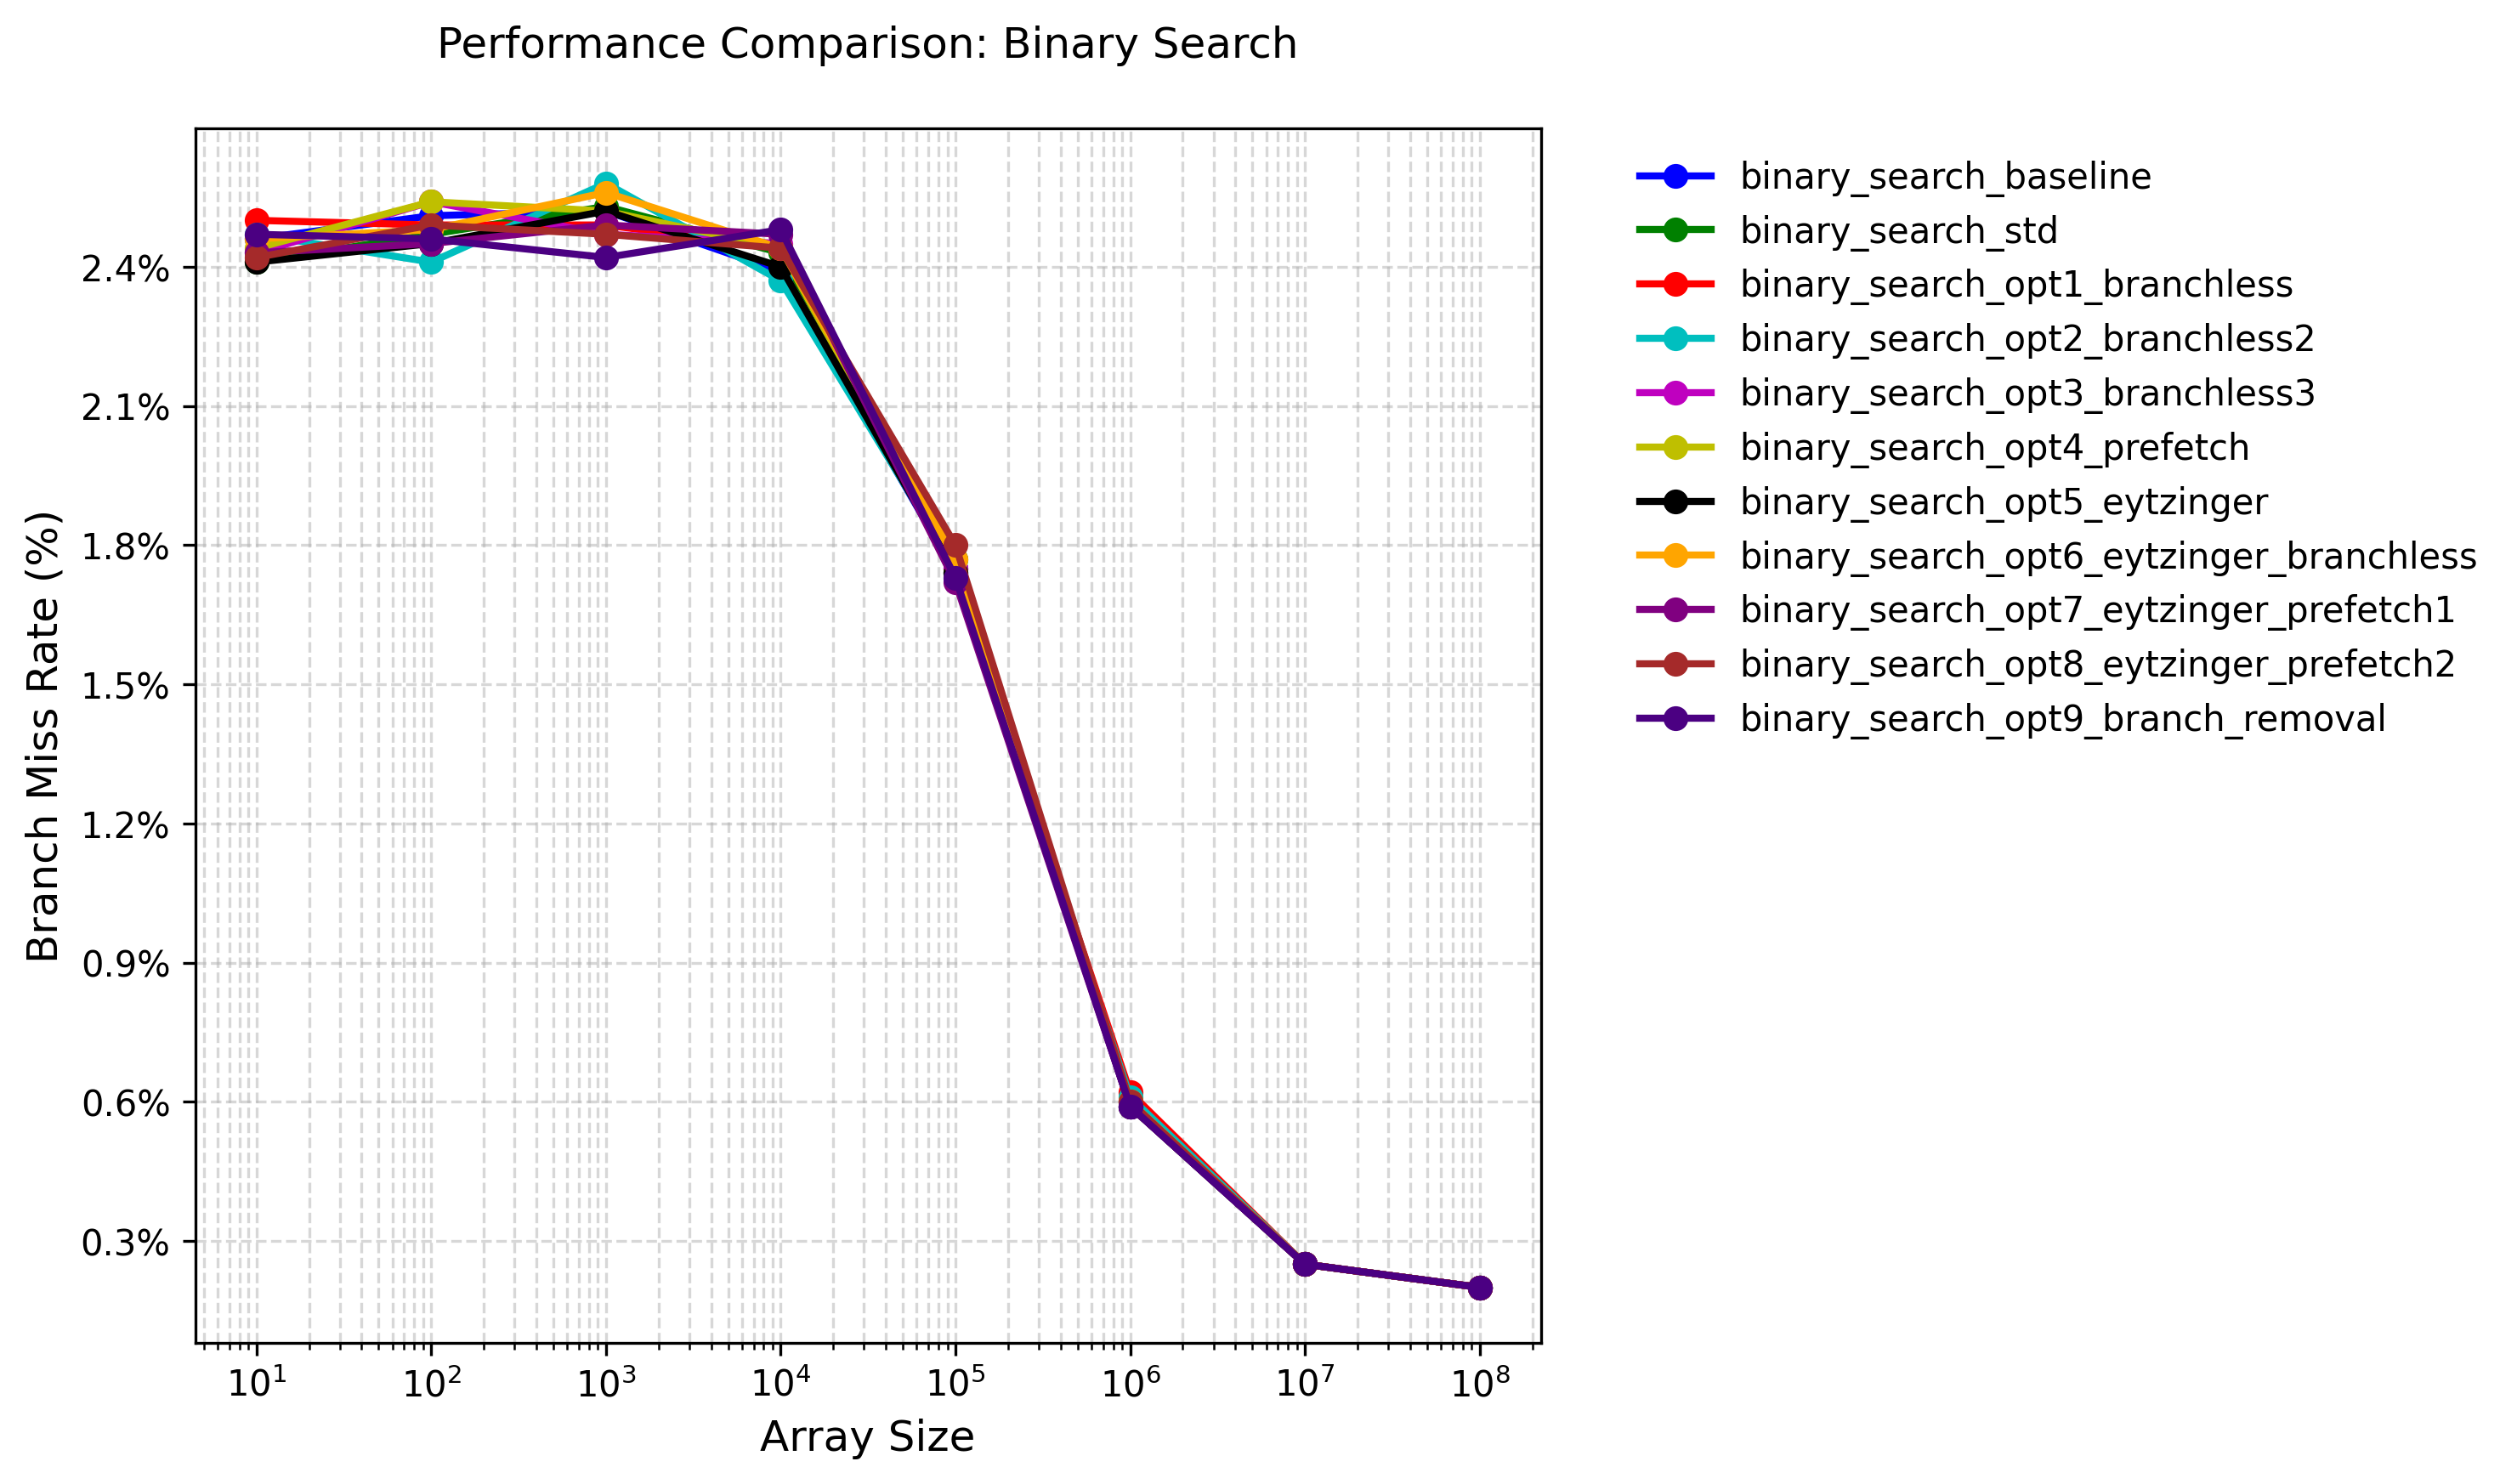 Performance Comparison: Binary Search
Branch Miss Rate (%)
2.4%
2.1%
1.8%
1.5%
1.2%
0.9%
0.6%
0.3%
10¹ 10² 10³ 10⁴ 10⁵ 10⁶ 10⁷ 10⁸
Array Size
binary_search_baseline
binary_search_std
binary_search_opt1_branchless
binary_search_opt2_branchless2
binary_search_opt3_branchless3
binary_search_opt4_prefetch
binary_search_opt5_eytzinger
binary_search_opt6_eytzinger_branchless
binary_search_opt7_eytzinger_prefetch1
binary_search_opt8_eytzinger_prefetch2
binary_search_opt9_branch_removal